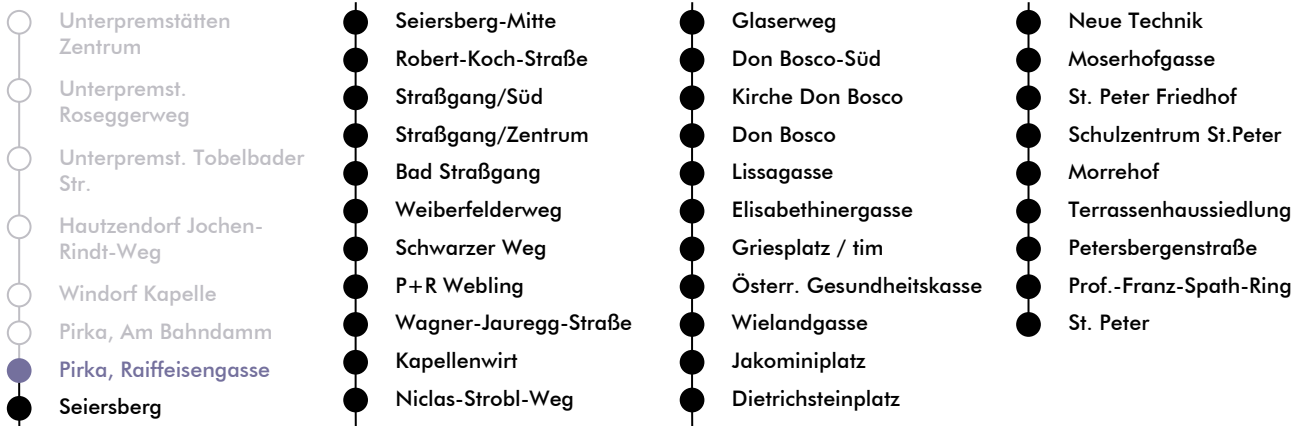 Unterpremstätten
Zentrum
Unterpremst.
Roseggerweg
Unterpremst. Tobelbader
Str.
Hautzendorf Jochen-
Rindt-Weg
Windorf Kapelle
Pirka, Am Bahndamm
Pirka, Raiffeisengasse
Seiersberg
Seiersberg-Mitte
Robert-Koch-Straße
Straßgang/Süd
Straßgang/Zentrum
Bad Straßgang
Weiberfelderweg
Schwarzer Weg
P+R Webling
Wagner-Jauregg-Straße
Kapellenwirt
Niclas-Strobl-Weg
Glaserweg
Don Bosco-Süd
Kirche Don Bosco
Don Bosco
Lissagasse
Elisabethinergasse
Griesplatz / tim
Österr. Gesundheitskasse
Wielandgasse
Jakominiplatz
Dietrichsteinplatz
Neue Technik
Moserhofgasse
St. Peter Friedhof
Schulzentrum St.Peter
Morrehof
Terrassenhaussiedlung
Petersbergenstraße
Prof.-Franz-Spath-Ring
St. Peter